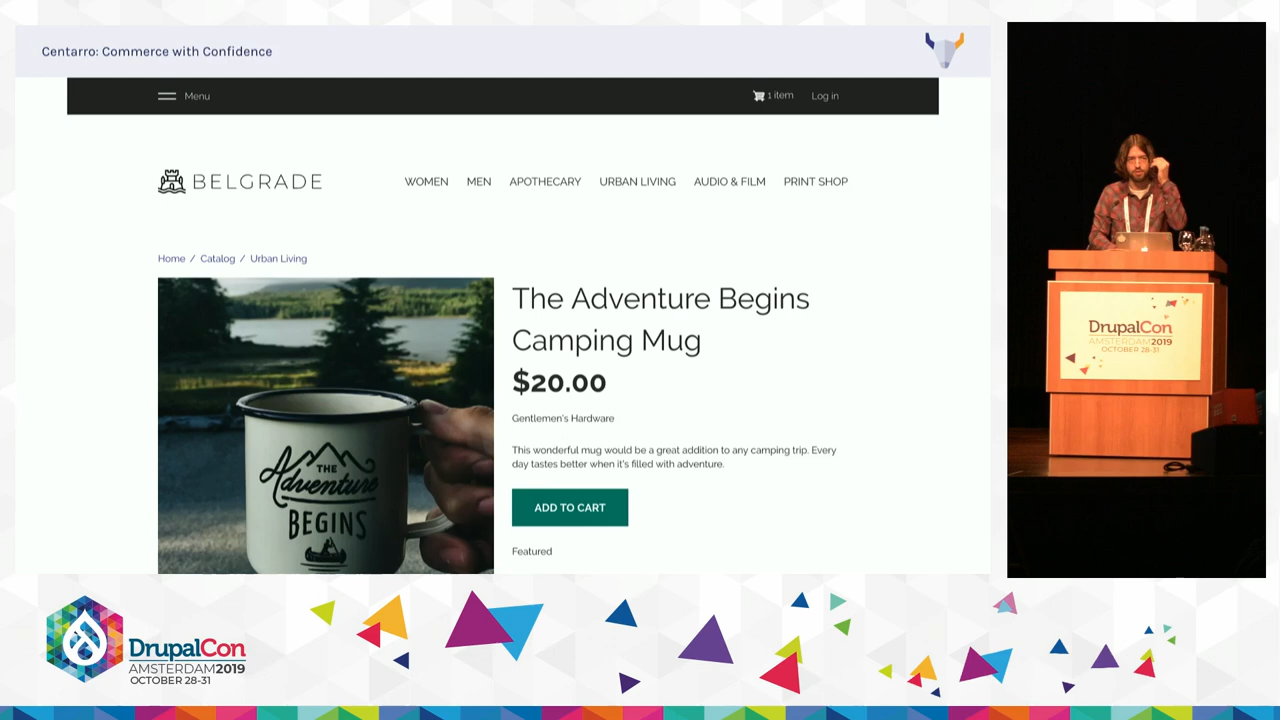 Centarro: Commerce with Confidence
Menu
1 item
Log in
BELGRADE
WOMEN MEN APOTHECARY URBAN LIVING AUDIO & FILM PRINT SHOP
Home / Catalog / Urban Living
The Adventure Begins
Camping Mug
$20.00
Gentlemen's Hardware
This wonderful mug would be a great addition to any camping trip. Every
day tastes better when it's filled with adventure.
ADD TO CART
Featured
THE
Adventure
BEGINS
DrupalCon
AMSTERDAM2019
OCTOBER 28-31
DrupalCon
AMSTERDAM2019
OCTOBER 28-31